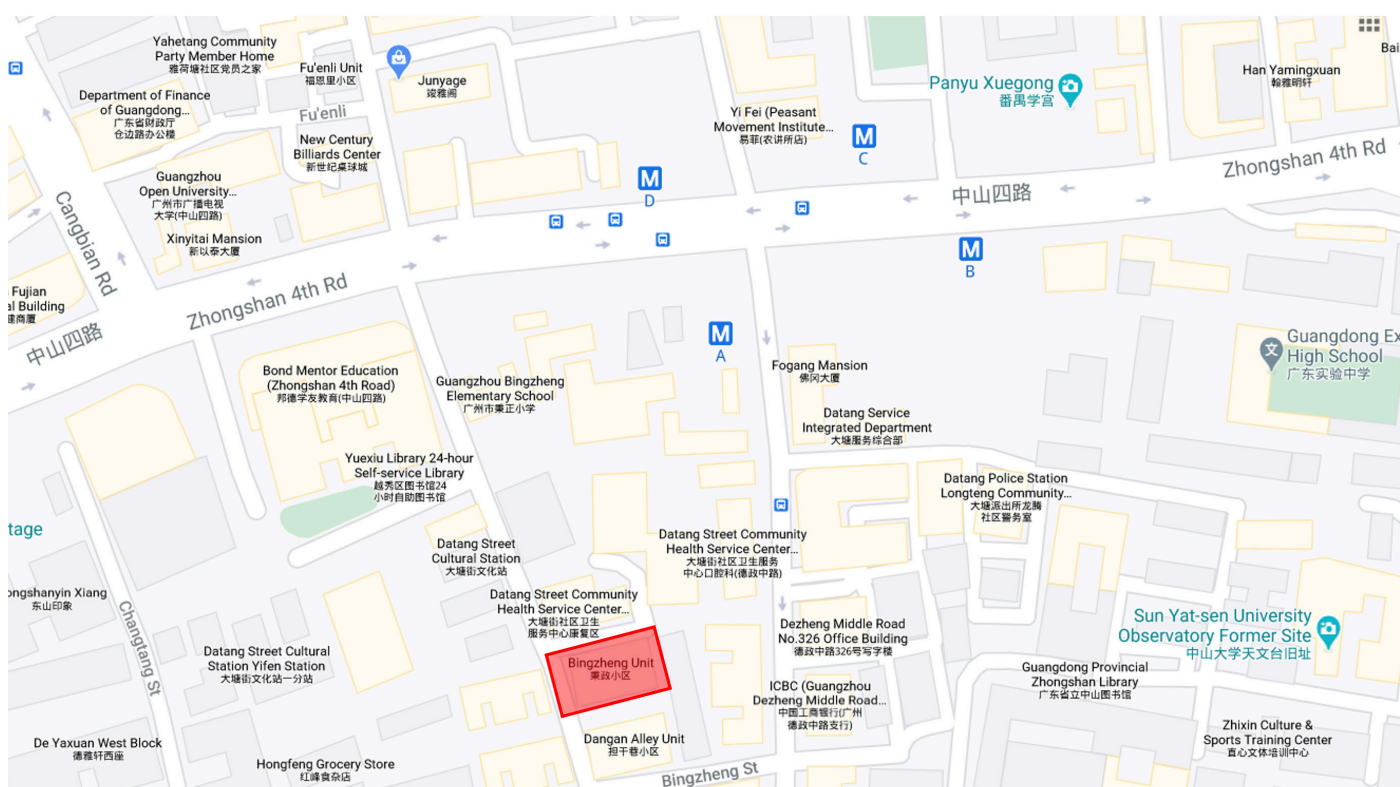 Yahetang Community
Party Member Home
雅荷塘社区党员之家
Fu'enli Unit
福恩里小区
Junyage
竣雅阁
Department of Finance
of Guangdong...
广东省财政厅
仓边路办公楼
Fu'enli
New Century
Billiards Center
新世纪桌球城
Yi Fei (Peasant
Movement Institute...
易菲(农讲所店)
M
C
Panyu Xuegong
番禺学宫
Han Yamingxuan
翰雅明轩
Bai
Zhongshan 4th Rd
中山四路
Guangzhou
Open University...
广州市广播电视
大学(中山四路)
M
D
Cangbian Rd
Xinyitai Mansion
新以泰大厦
M
B
Fujian
al Building
建商厦
Zhongshan 4th Rd
中山四路
M
A
Guangdong Ex
High School
广东实验中学
文
Bond Mentor Education
(Zhongshan 4th Road)
邦德学友教育(中山四路)
Guangzhou Bingzheng
Elementary School
广州市秉正小学
Fogang Mansion
佛冈大厦
Datang Service
Integrated Department
大塘服务综合部
Yuexiu Library 24-hour
Self-service Library
越秀区图书馆24
小时自助图书馆
Datang Police Station
Longteng Community...
大塘派出所龙腾
社区警务室
tage
Datang Street
Cultural Station
大塘街文化站
Datang Street Community
Health Service Center...
大塘街社区卫生服务
中心口腔科(德政中路)
ongshanyin Xiang
东山印象
Changtang St
Datang Street Community
Health Service Center...
大塘街社区卫生
服务中心康复区
Dezheng Middle Road
No.326 Office Building
德政中路326号写字楼
Sun Yat-sen University
Observatory Former Site
中山大学天文台旧址
Datang Street Cultural
Station Yifen Station
大塘街文化站一分站
Bingzheng Unit
秉政小区
Guangdong Provincial
Zhongshan Library
广东省立中山图书馆
ICBC (Guangzhou
Dezheng Middle Road...
中国工商银行(广州
德政中路支行)
De Yaxuan West Block
德雅轩西座
Dangan Alley Unit
担干巷小区
Zhixin Culture &
Sports Training Center
直心文体培训中心
Hongfeng Grocery Store
红峰食杂店
Bingzheng St